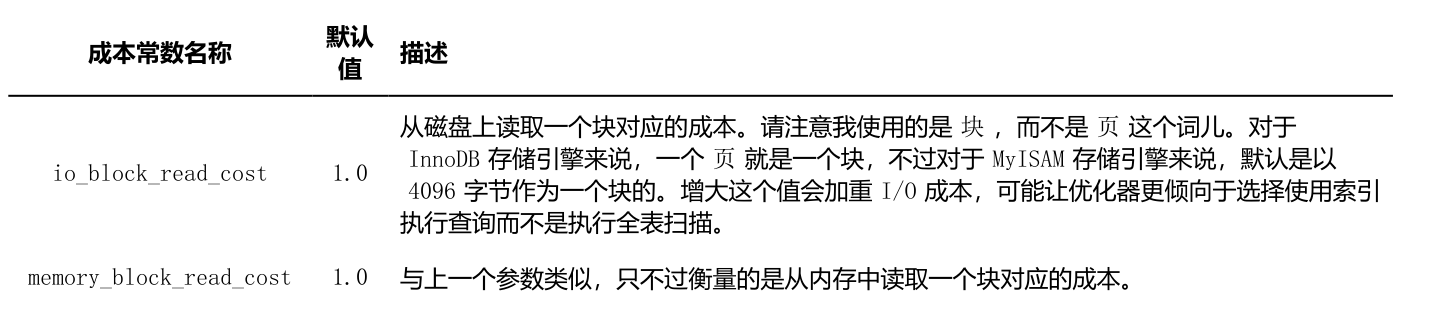 成本常数名称 默认值 描述
从磁盘上读取一个块对应的成本。请注意我使用的是 块 ，而不是 页 这个词儿。对于
io_block_read_cost 1.0 InnoDB 存储引擎来说，一个 页 就是一个块，不过对于 MyISAM 存储引擎来说，默认是以
4096 字节作为一个块的。增大这个值会加重 I/O 成本，可能让优化器更倾向于选择使用索引
执行查询而不是执行全表扫描。
memory_block_read_cost 1.0 与上一个参数类似，只不过衡量的是从内存中读取一个块对应的成本。